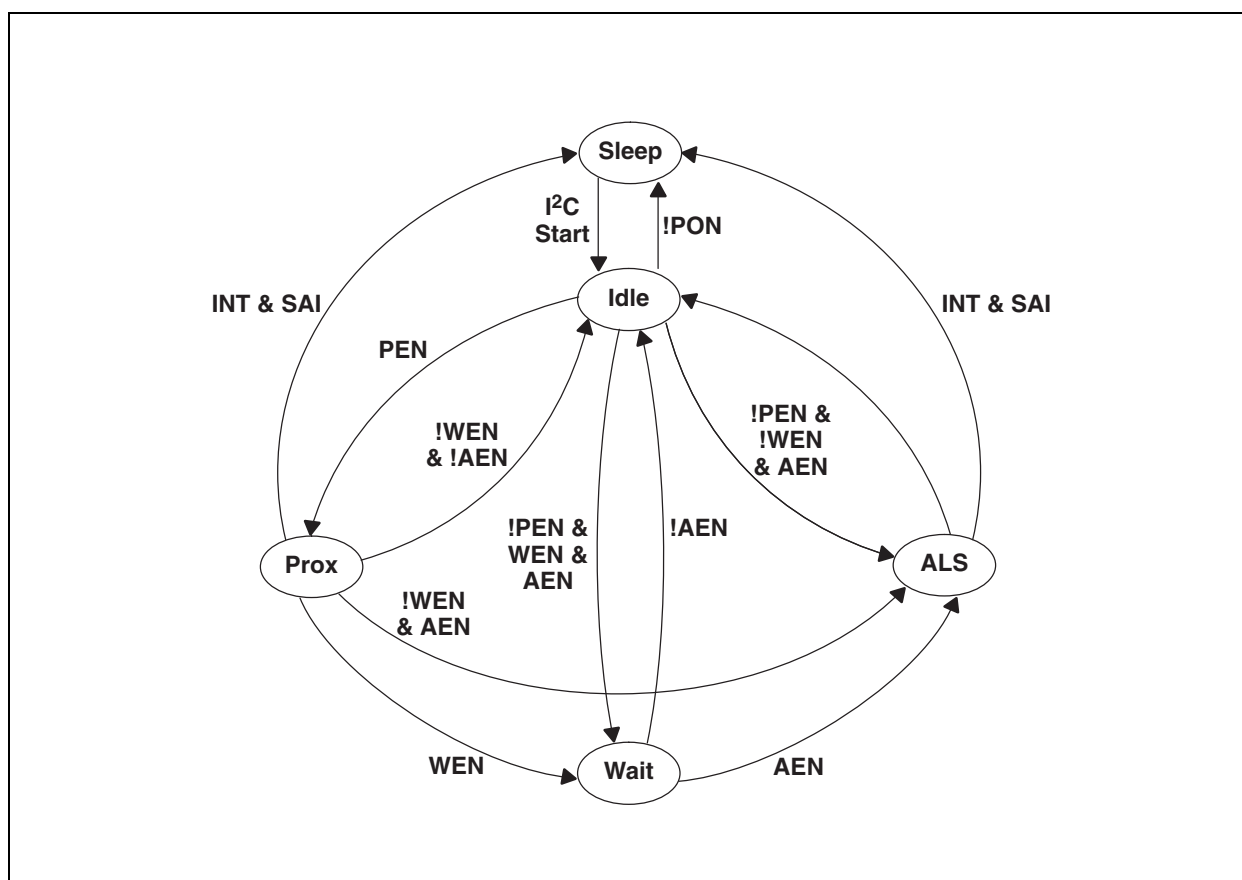 Sleep
I²C
Start
!PON
Idle
INT & SAI
INT & SAI
PEN
!WEN
& !AEN
!PEN &
!WEN
& AEN
!PEN &
WEN &
AEN
!AEN
Prox
ALS
!WEN
& AEN
WEN
Wait
AEN